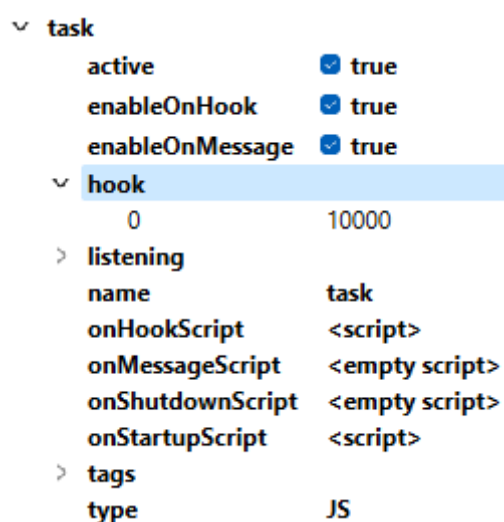 task
active true
enableOnHook true
enableOnMessage true
hook
0 10000
listening
name task
onHookScript <script>
onMessageScript <empty script>
onShutdownScript <empty script>
onStartupScript <script>
tags
type JS